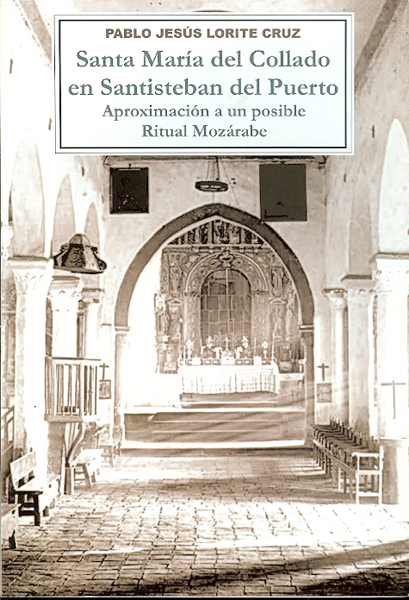 PABLO JESÚS LORITE CRUZ
Santa María del Collado
en Santisteban del Puerto
Aproximación a un posible
Ritual Mozárabe